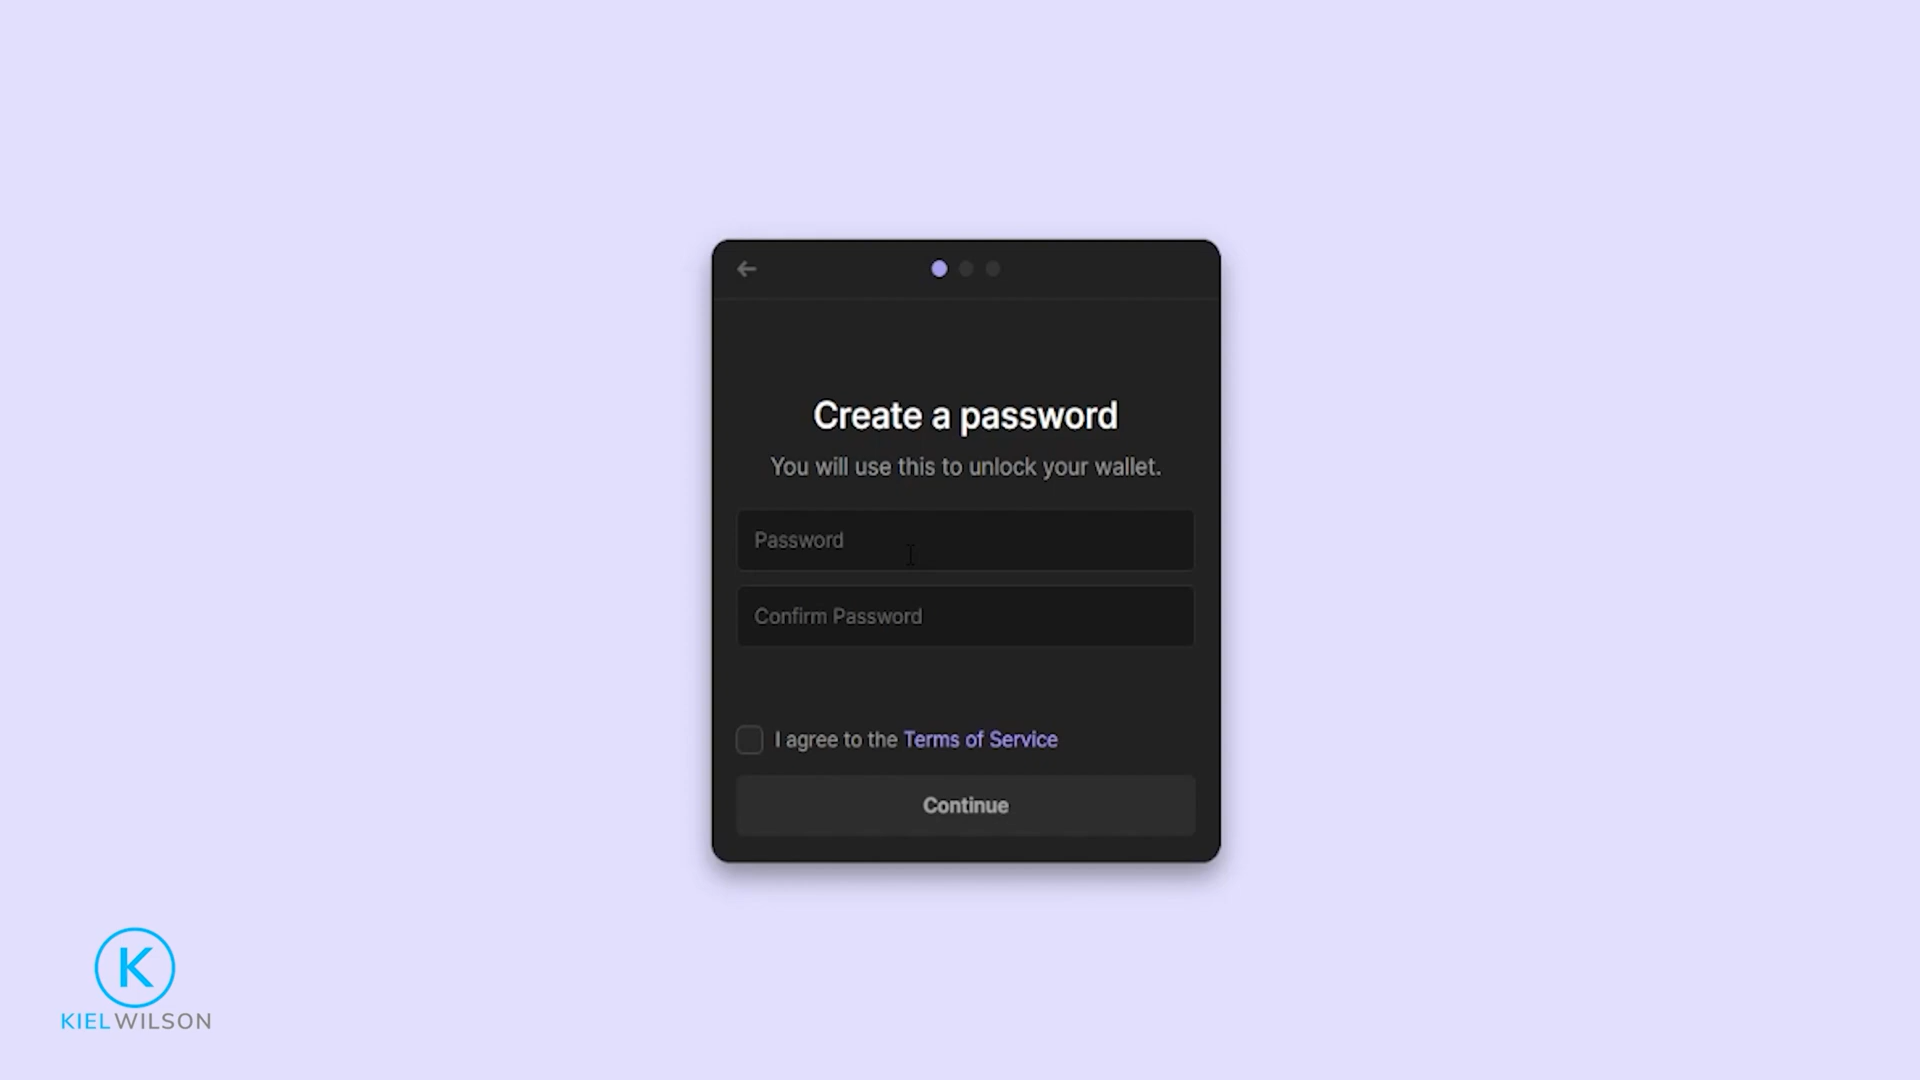 Create a password
You will use this to unlock your wallet.
Password
Confirm Password
I agree to the Terms of Service
Continue
K
KIELWILSON